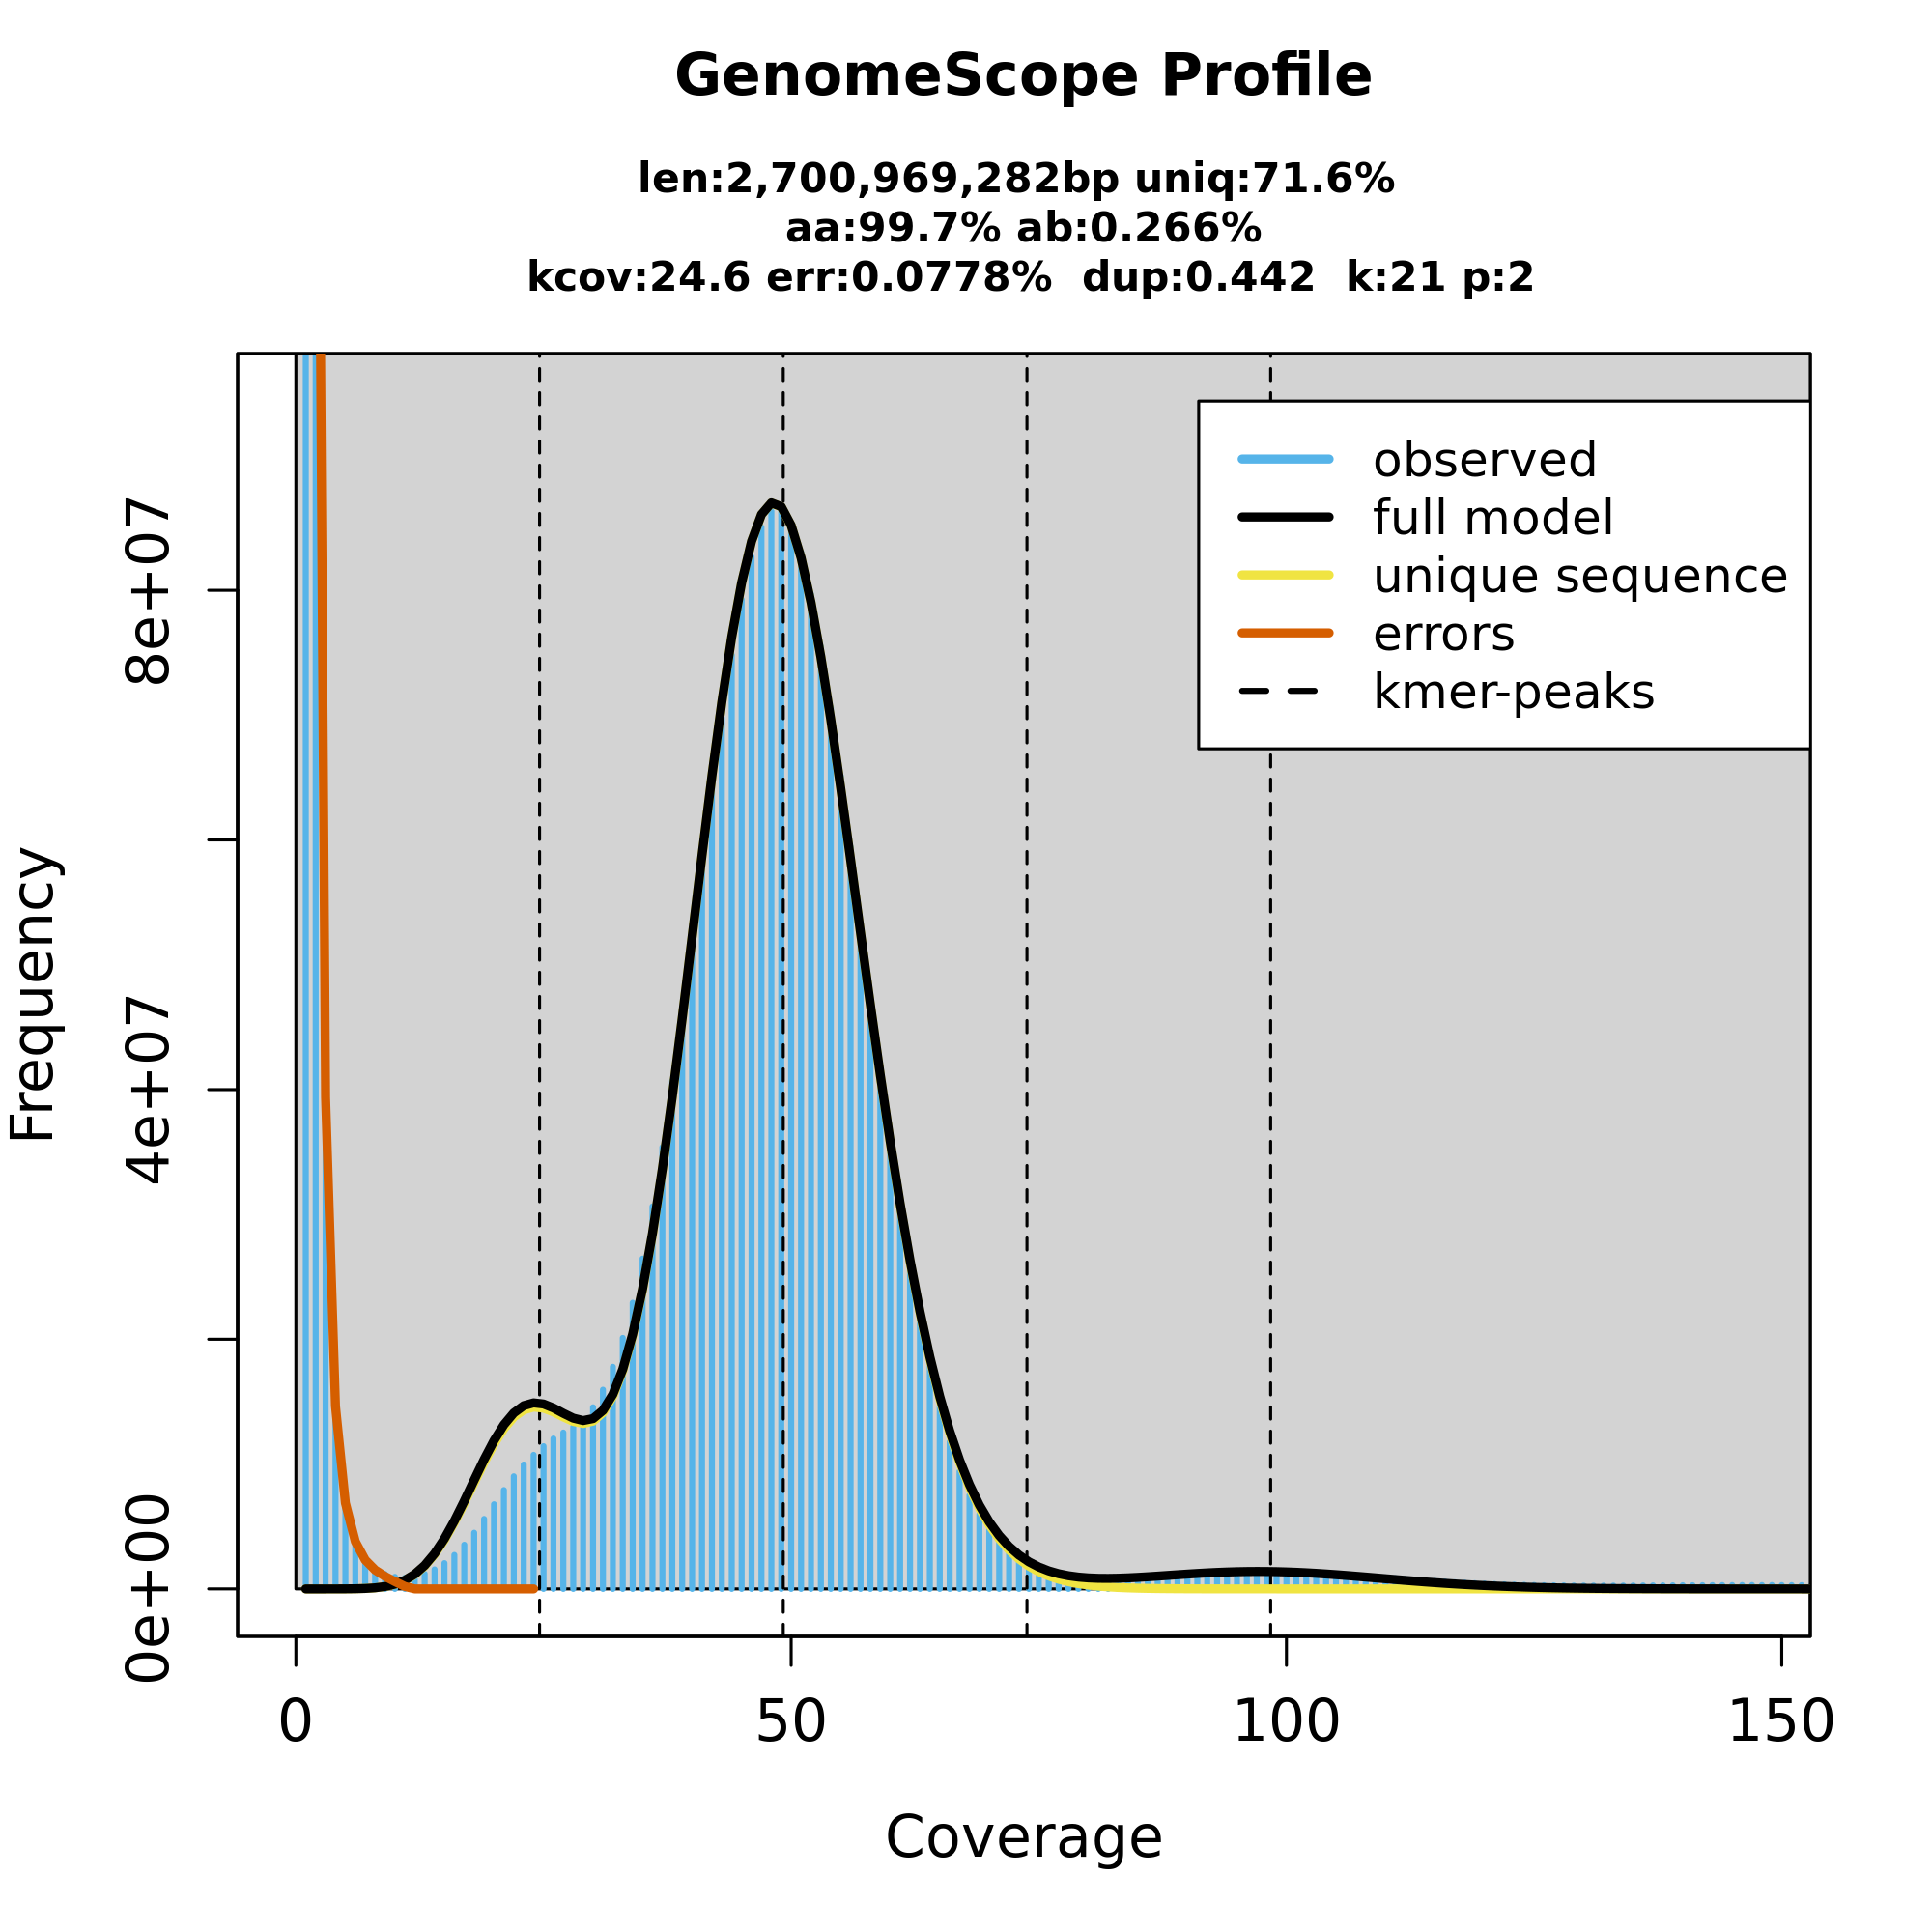 GenomeScope Profile
len:2,700,969,282bp uniq:71.6%
aa:99.7% ab:0.266%
kcov:24.6 err:0.0778% dup:0.442 k:21 p:2
observed
full model
unique sequence
errors
kmer-peaks
Frequency
8e+07
4e+07
0e+00
0 50 100 150
Coverage